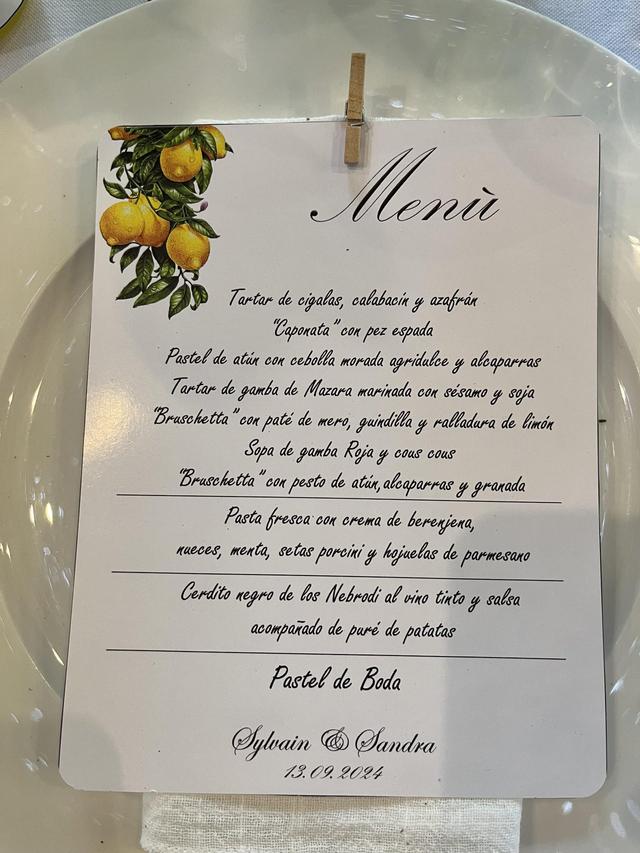 Menù
Tartar de cigalas, calabacín y azafrán
"Caponata" con pez espada
Pastel de atún con cebolla morada agridulce y alcaparras
Tartar de gamba de Mazara marinada con sésamo y soja
"Bruschetta" con paté de mero, guindilla y ralladura de limón
Sopa de gamba Roja y cous cous
"Bruschetta" con pesto de atún,alcaparras y granada
Pasta fresca con crema de berenjena,
nueces, menta, setas porcini y hojuelas de parmesano
Cerdito negro de los Nebrodi al vino tinto y salsa
acompañado de puré de patatas
Pastel de Boda
Sylvain & Sandra
13.09.2024